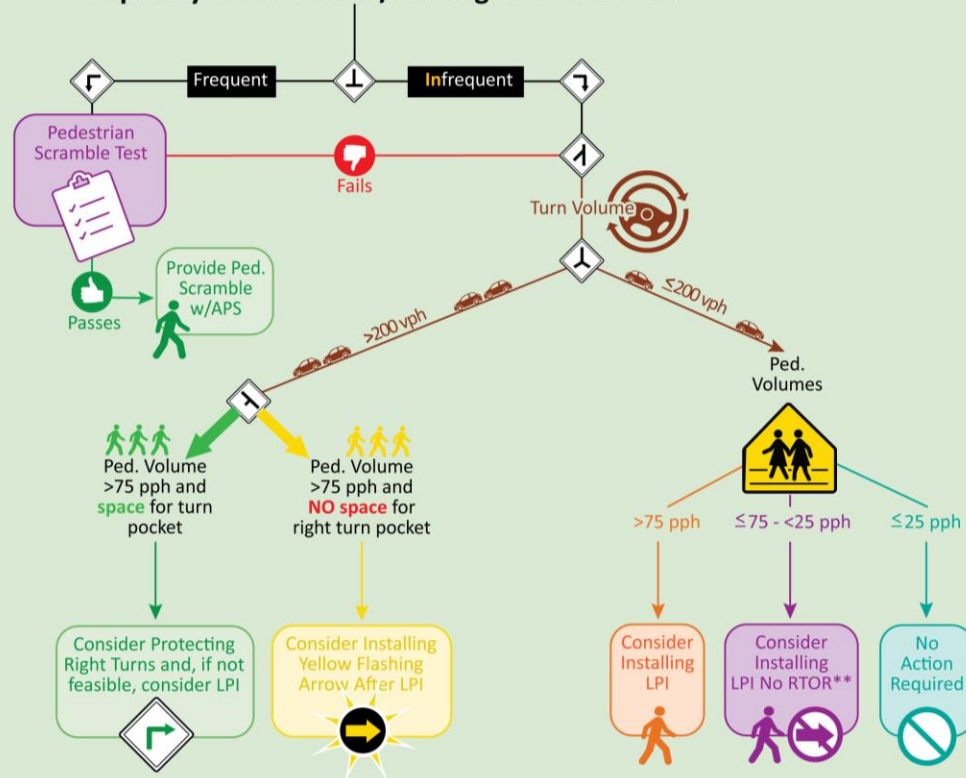 Frequent
Infrequent
Pedestrian
Scramble Test
Fails
Turn Volume
Passes
Provide Ped.
Scramble
w/APS
>200 vph
≤200 vph
Ped.
Volumes
Ped. Volume
>75 pph and
space for turn
pocket
Ped. Volume
>75 pph and
NO space for
right turn pocket
>75 pph
≤75 - <25 pph
≤25 pph
Consider Protecting
Right Turns and, if not
feasible, consider LPI
Consider Installing
Yellow Flashing
Arrow After LPI
Consider
Installing
LPI
Consider
Installing
LPI No RTOR**
No
Action
Required